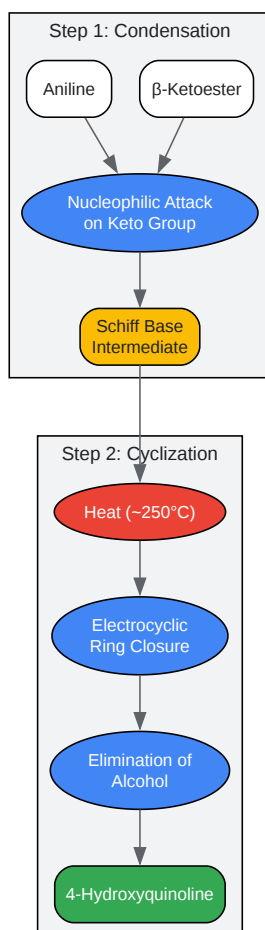 Step 1: Condensation
Aniline
β-Ketoester
Nucleophilic Attack
on Keto Group
Schiff Base
Intermediate
Step 2: Cyclization
Heat (~250°C)
Electrocyclic
Ring Closure
Elimination of
Alcohol
4-Hydroxyquinoline